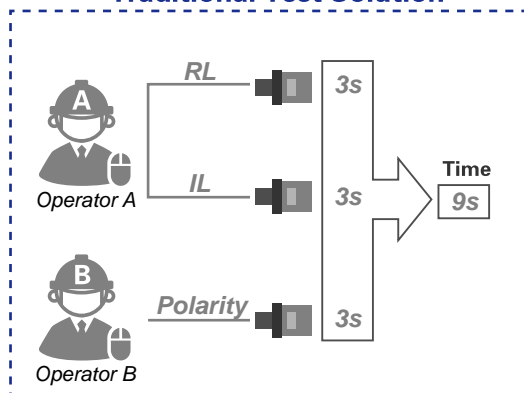 Traditional Test Solution
RL
3s
A
Operator A
IL
3s
Time
9s
B
Operator B
Polarity
3s